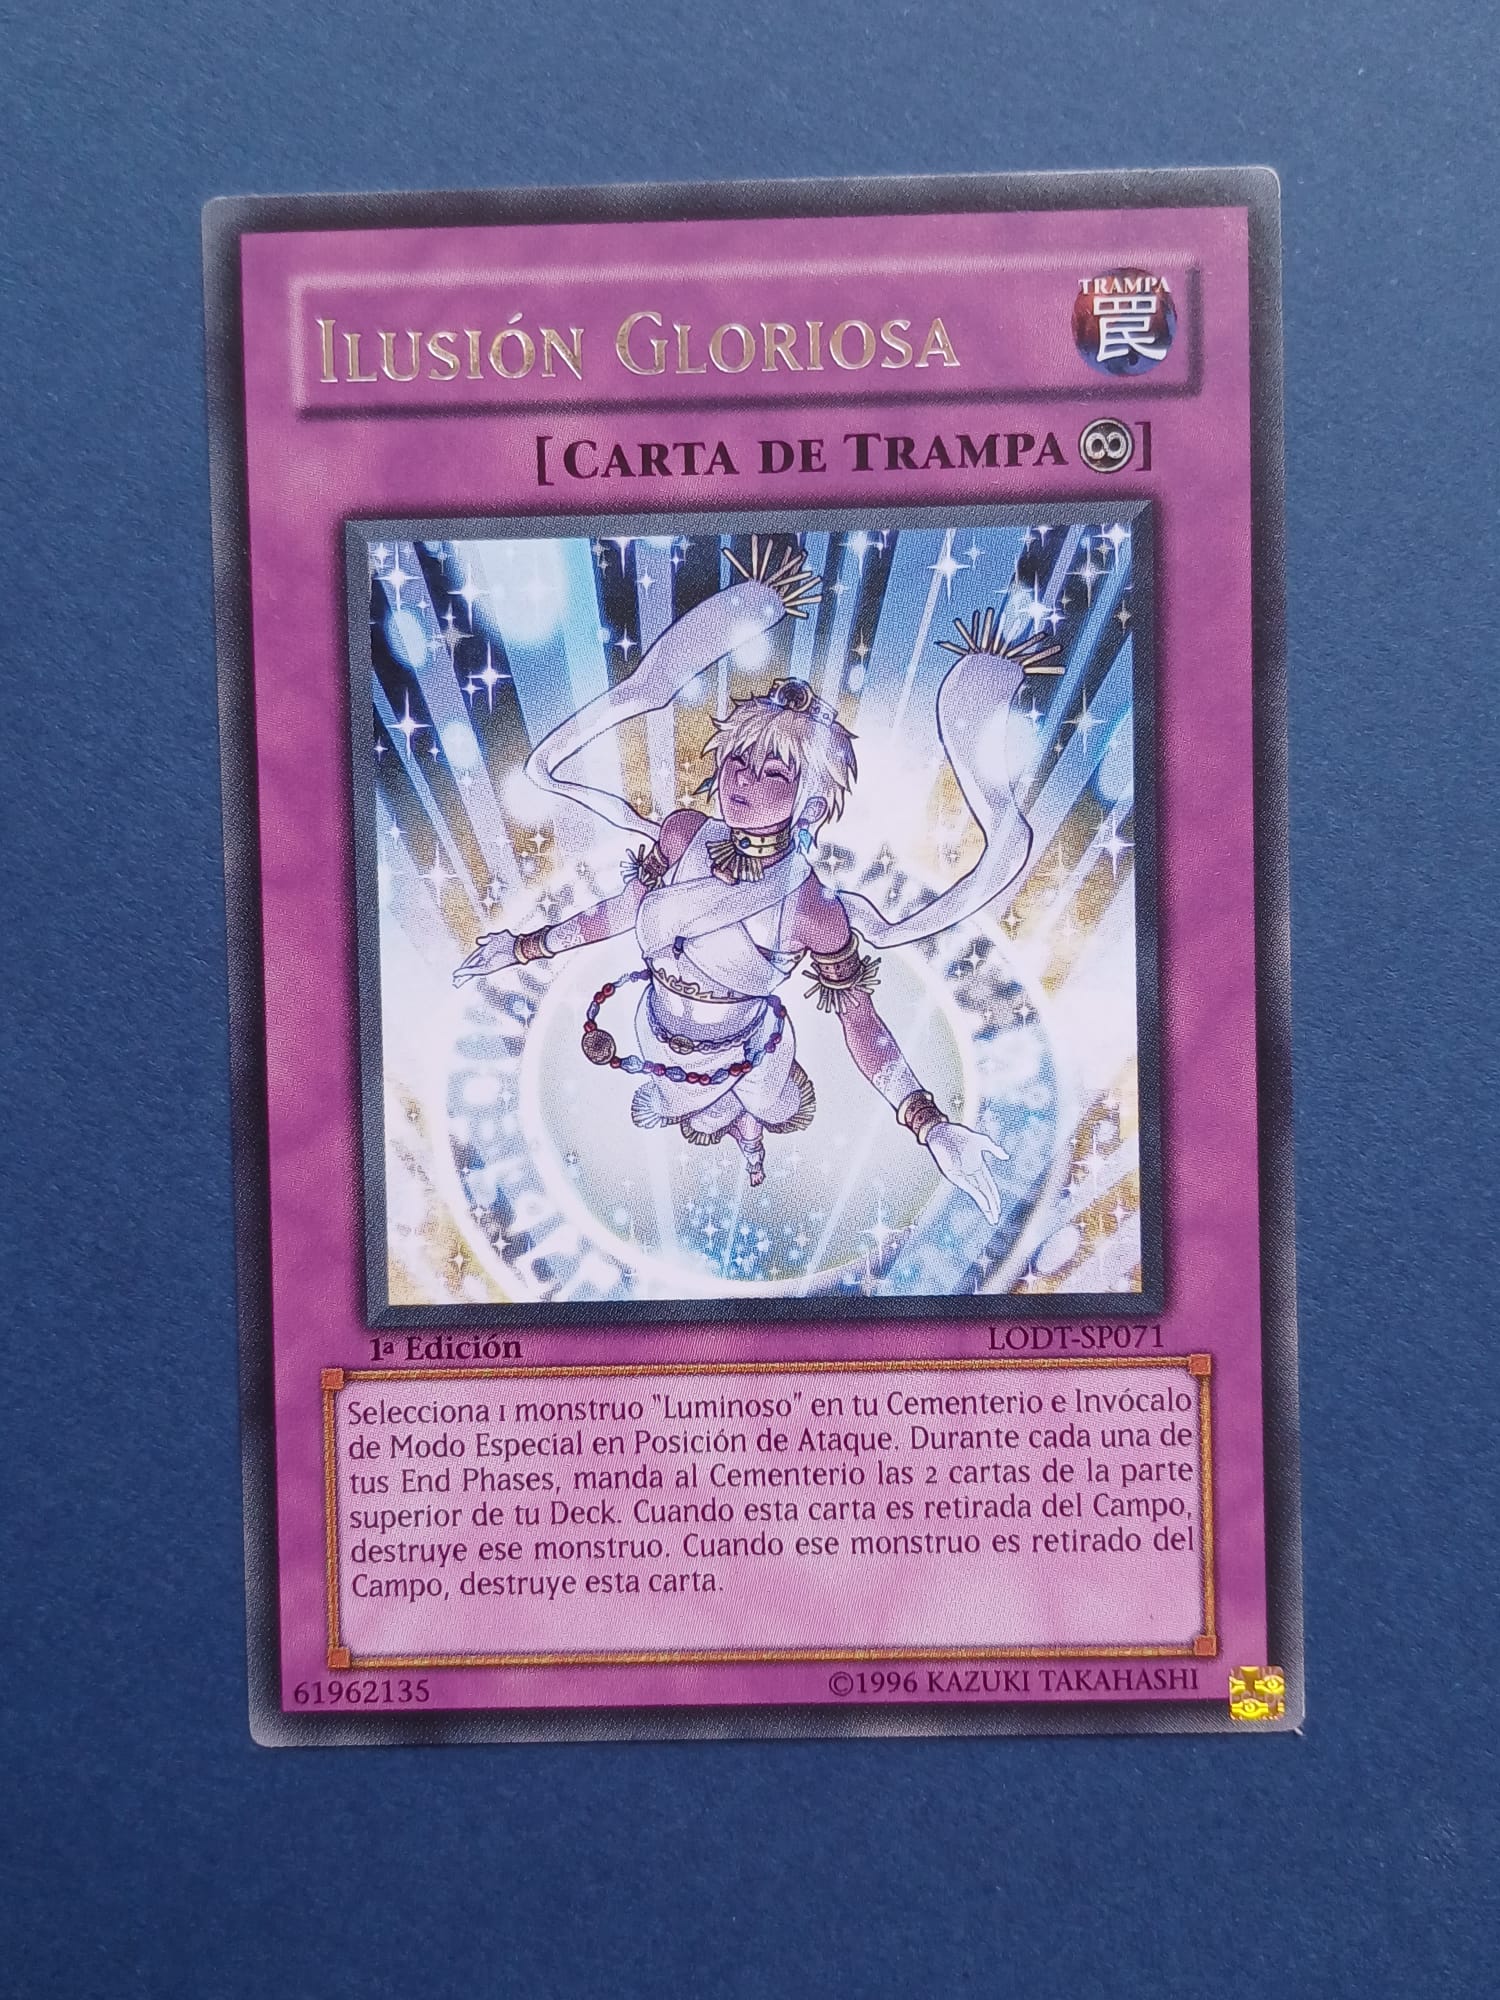 ILUSIÓN GLORIOSA
TRAMPA
罠
[CARTA DE TRAMPA ]
1ª Edición
LODT-SP071
Selecciona 1 monstruo "Luminoso" en tu Cementerio e Invócalo
de Modo Especial en Posición de Ataque. Durante cada una de
tus End Phases, manda al Cementerio las 2 cartas de la parte
superior de tu Deck. Cuando esta carta es retirada del Campo,
destruye ese monstruo. Cuando ese monstruo es retirado del
Campo, destruye esta carta.
61962135
©1996 KAZUKI TAKAHASHI